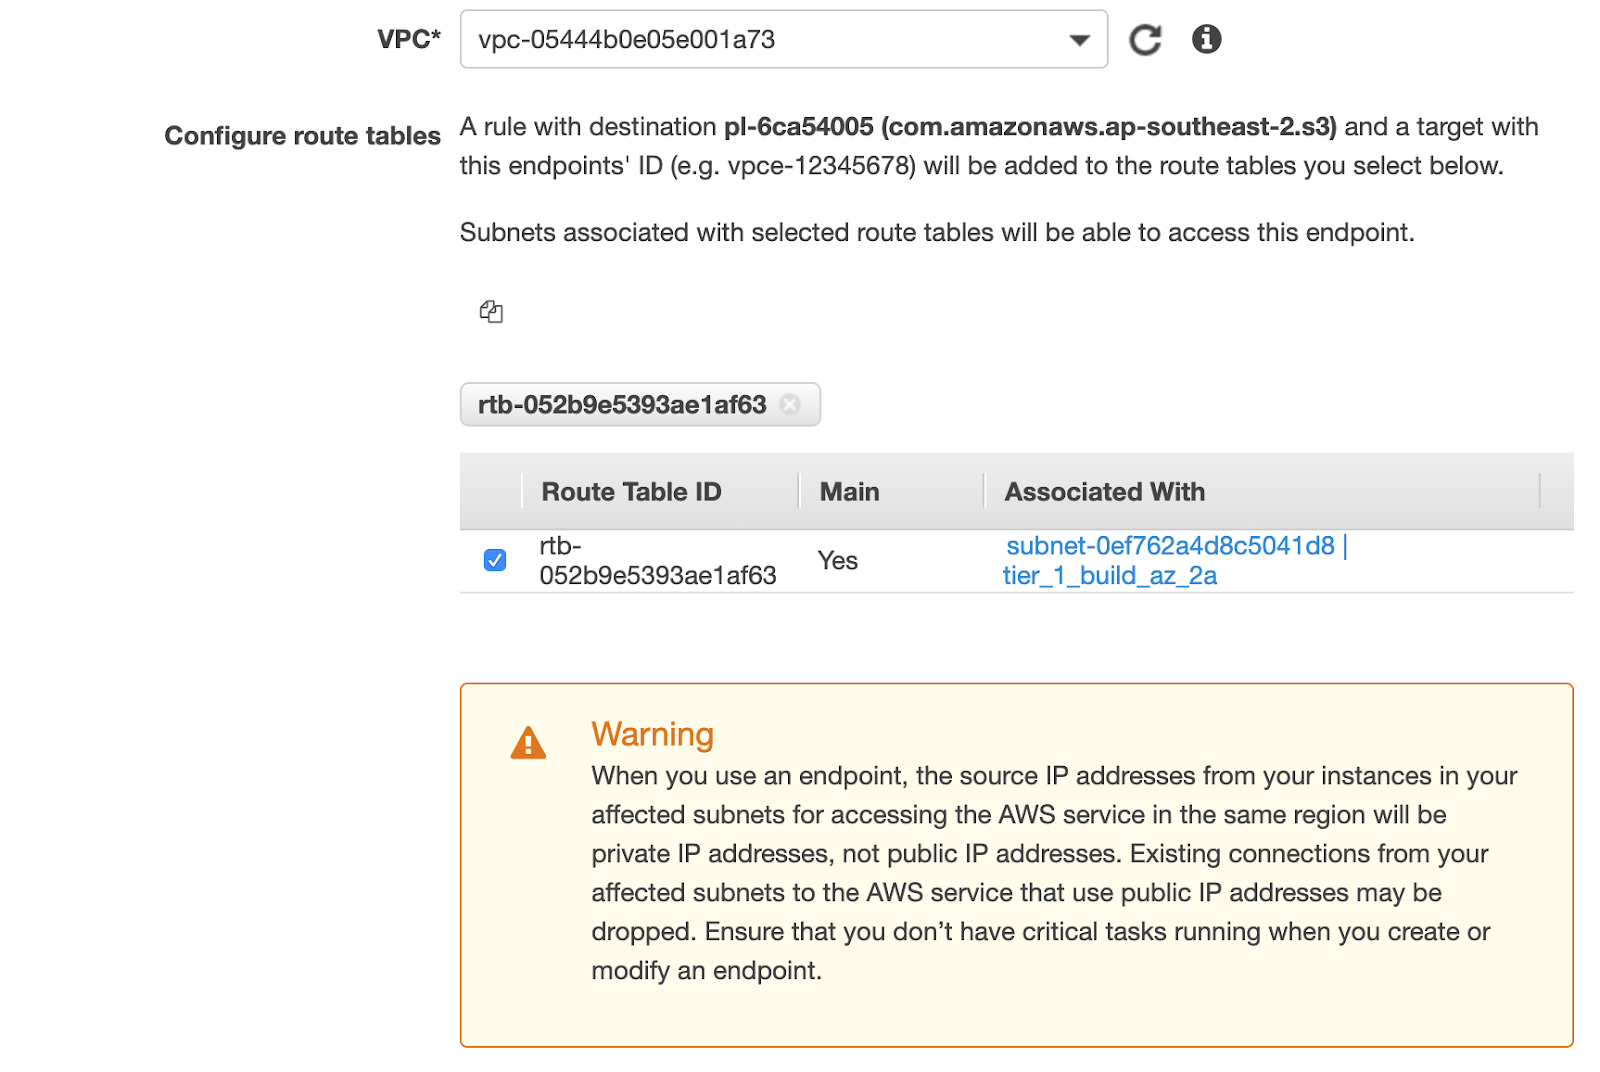 VPC* vpc-05444b0e05e001a73
Configure route tables A rule with destination pl-6ca54005 (com.amazonaws.ap-southeast-2.s3) and a target with
this endpoints' ID (e.g. vpce-12345678) will be added to the route tables you select below.
Subnets associated with selected route tables will be able to access this endpoint.
rtb-052b9e5393ae1af63
Route Table ID Main Associated With
rtb-
052b9e5393ae1af63 Yes subnet-0ef762a4d8c5041d8 |
tier_1_build_az_2a
Warning
When you use an endpoint, the source IP addresses from your instances in your
affected subnets for accessing the AWS service in the same region will be
private IP addresses, not public IP addresses. Existing connections from your
affected subnets to the AWS service that use public IP addresses may be
dropped. Ensure that you don’t have critical tasks running when you create or
modify an endpoint.